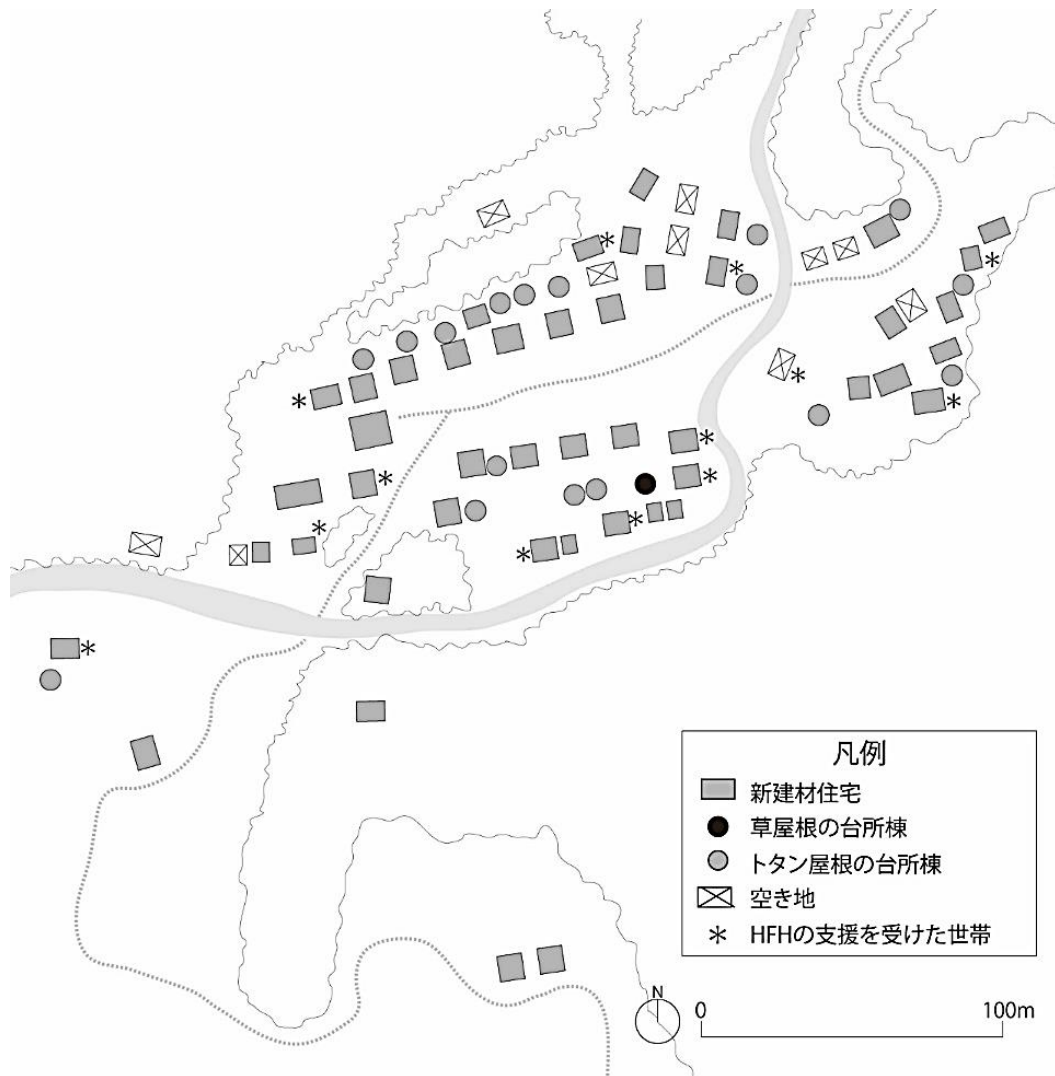 凡例
新建材住宅
草屋根の台所棟
トタン屋根の台所棟
空き地
* HFHの支援を受けた世帯
N
0 100m